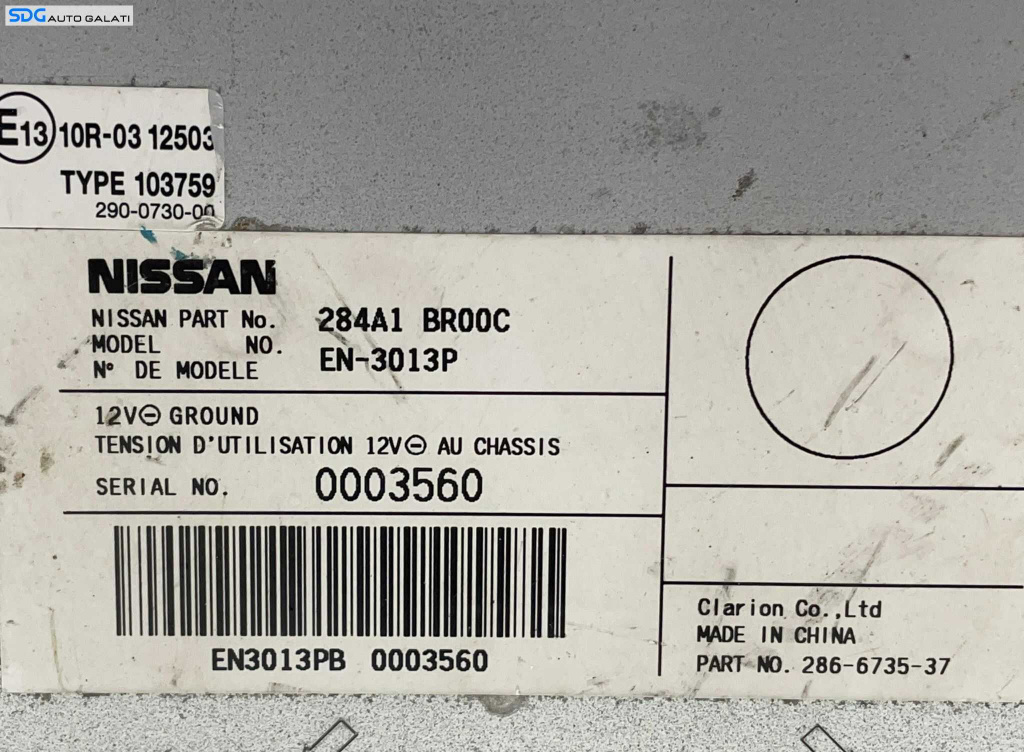 SDG AUTO GALATI
E13 10R-03 12503
TYPE 103759
290-0730-00
NISSAN
NISSAN PART No. 284A1 BR00C
MODEL NO. EN-3013P
N° DE MODELE
12V⊖ GROUND
TENSION D'UTILISATION 12V⊖ AU CHASSIS
SERIAL NO. 0003560
EN3013PB 0003560
Clarion Co.,Ltd
MADE IN CHINA
PART NO. 286-6735-37